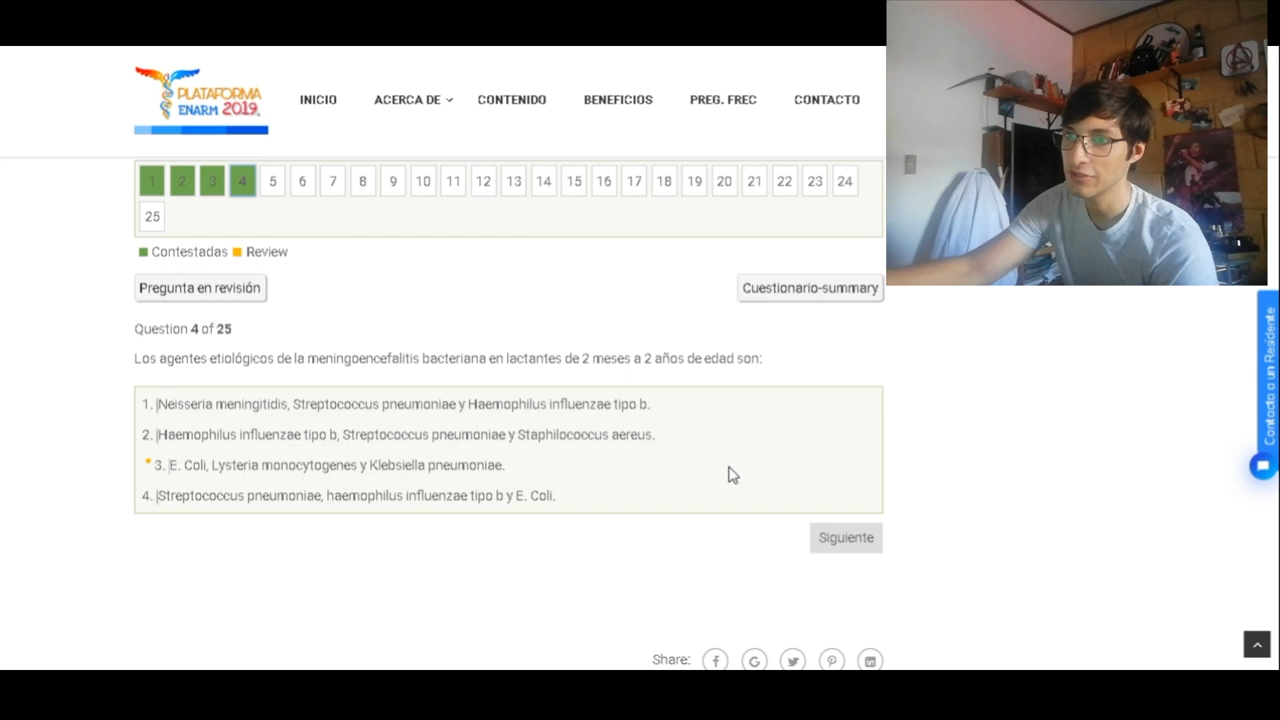 PLATAFORMA
ENARM 2019
INICIO ACERCA DE CONTENIDO BENEFICIOS PREG. FREC CONTACTO
1 2 3 4 5 6 7 8 9 10 11 12 13 14 15 16 17 18 19 20 21 22 23 24
25
Contestadas Review
Pregunta en revisión Cuestionario-summary
Question 4 of 25
Los agentes etiológicos de la meningoencefalitis bacteriana en lactantes de 2 meses a 2 años de edad son:
1. Neisseria meningitidis, Streptococcus pneumoniae y Haemophilus influenzae tipo b.
2. Haemophilus influenzae tipo b, Streptococcus pneumoniae y Staphilococcus aereus.
3. E. Coli, Lysteria monocytogenes y Klebsiella pneumoniae.
4. Streptococcus pneumoniae, haemophilus influenzae tipo b y E. Coli.
Siguiente
Share:
Contacto a un Residente